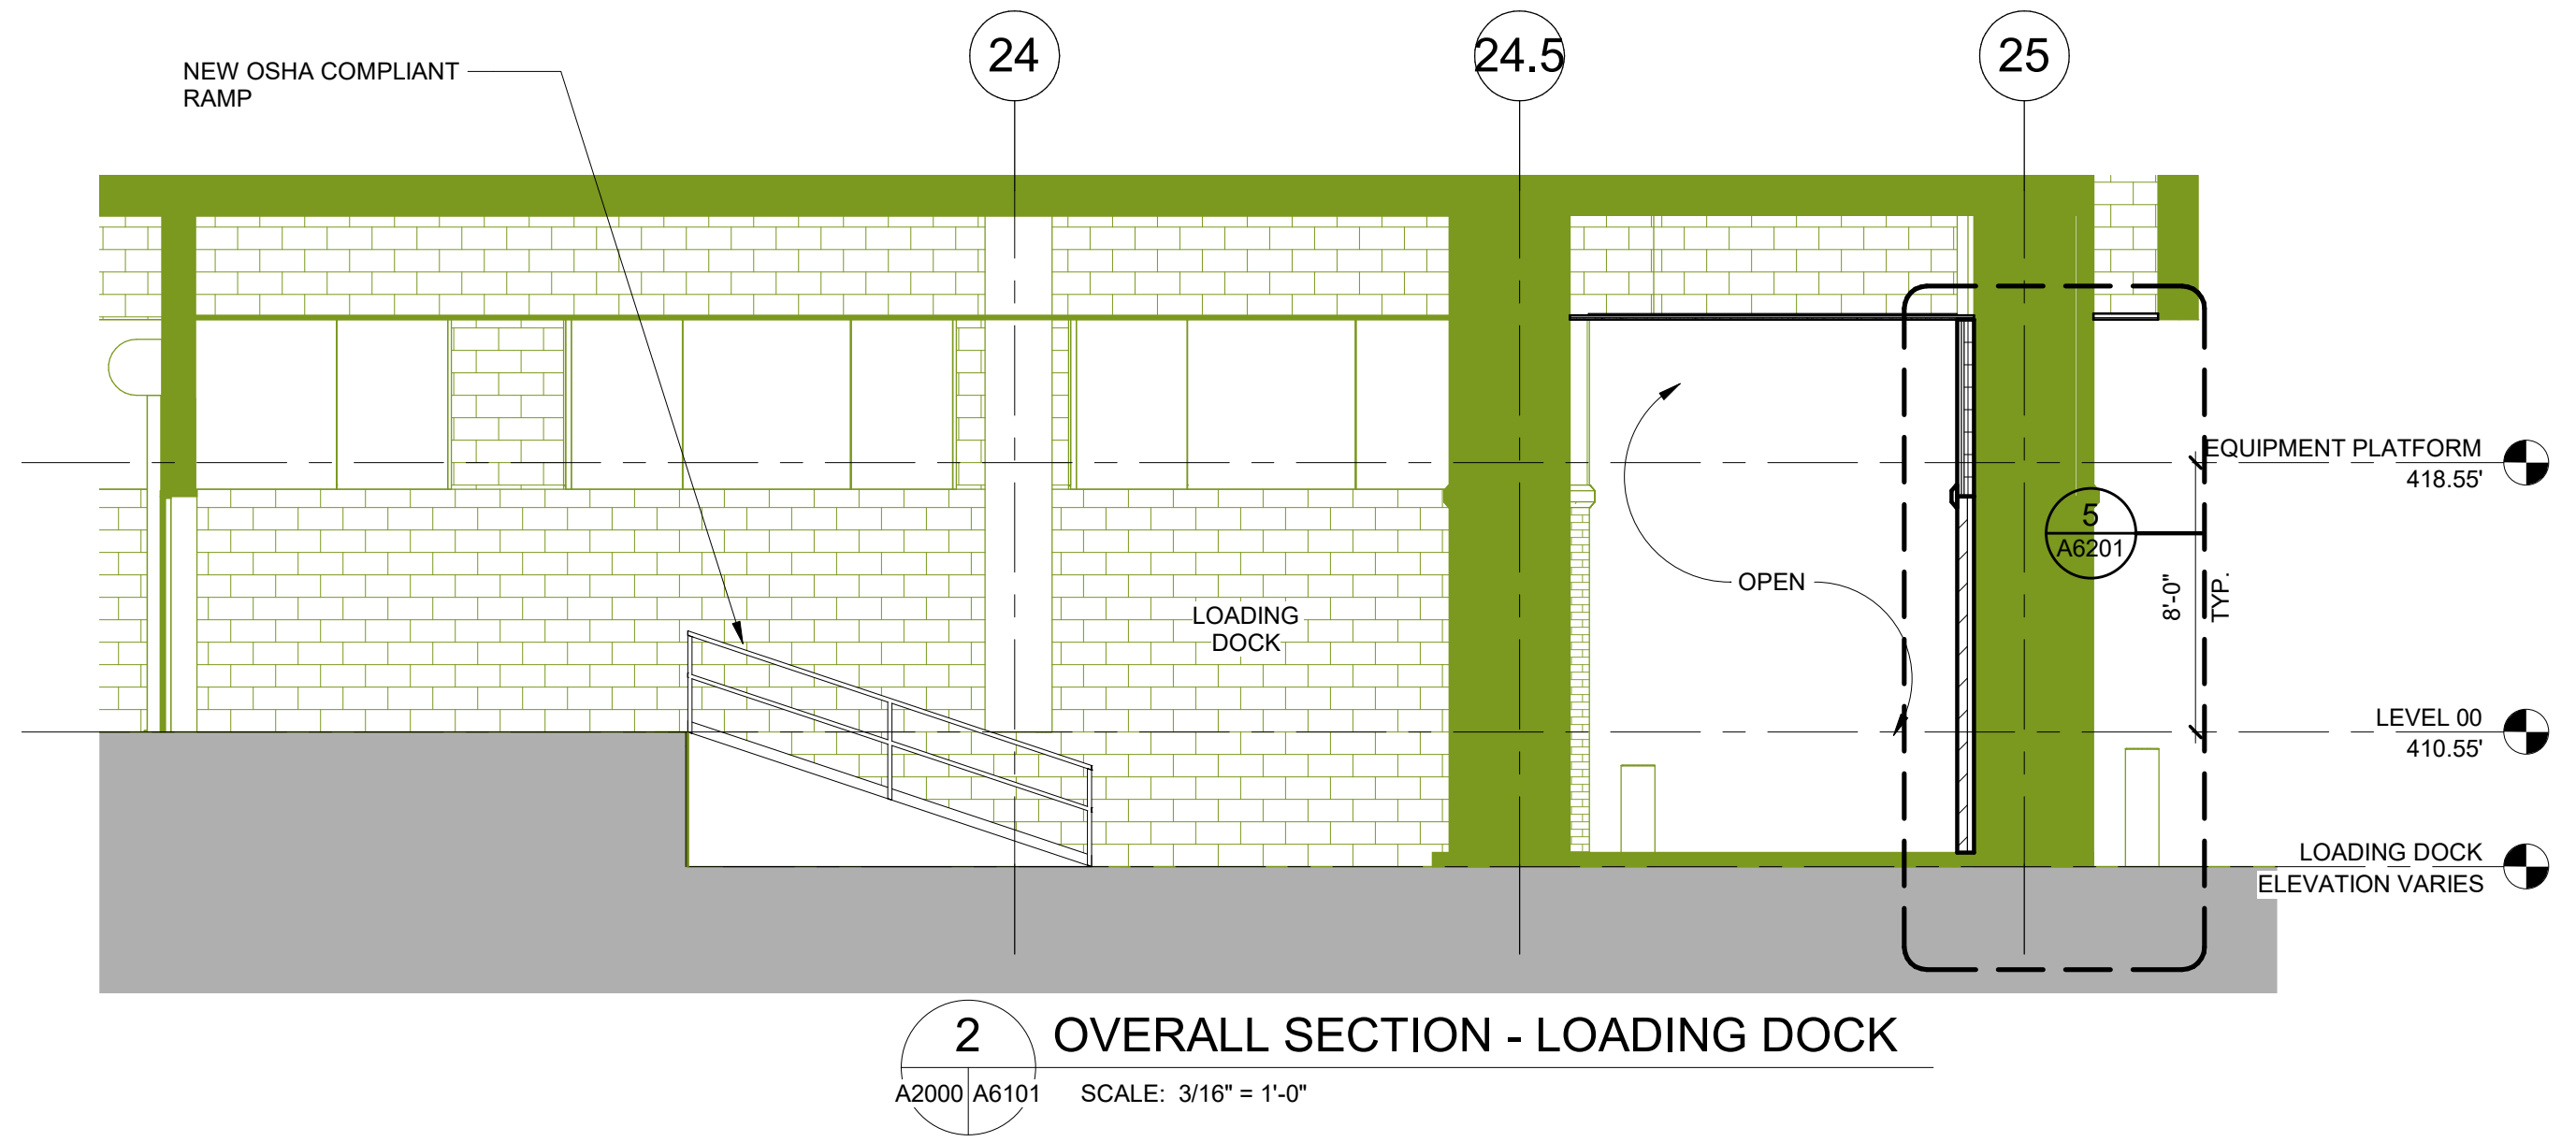 NEW OSHA COMPLIANT
RAMP
24
24.5
25
EQUIPMENT PLATFORM
418.55'
5
A6201
8'-0"
TYP.
OPEN
LOADING
DOCK
LEVEL 00
410.55'
LOADING DOCK
ELEVATION VARIES
2
OVERALL SECTION - LOADING DOCK
A2000 A6101
SCALE: 3/16" = 1'-0"